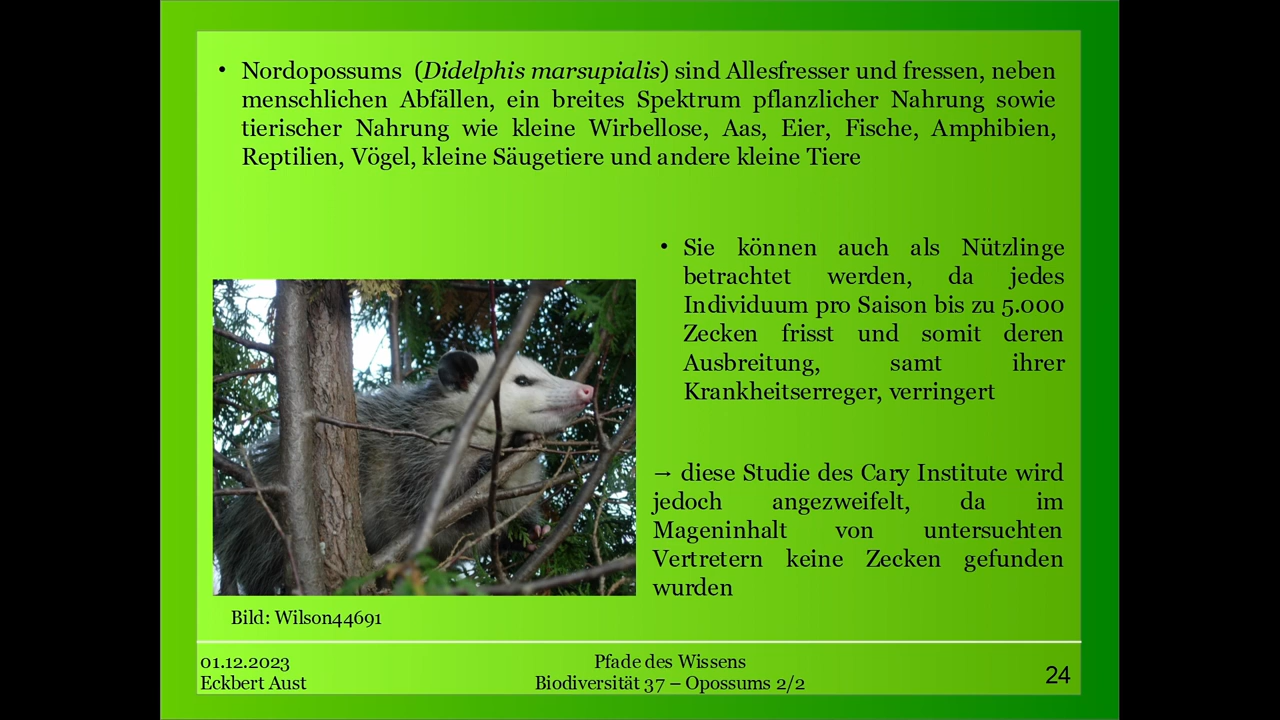 • Nordopossums (Didelphis marsupialis) sind Allesfresser und fressen, neben
menschlichen Abfällen, ein breites Spektrum pflanzlicher Nahrung sowie
tierischer Nahrung wie kleine Wirbellose, Aas, Eier, Fische, Amphibien,
Reptilien, Vögel, kleine Säugetiere und andere kleine Tiere
• Sie können auch als Nützlinge
betrachtet werden, da jedes
Individuum pro Saison bis zu 5.000
Zecken frisst und somit deren
Ausbreitung, samt ihrer
Krankheitserreger, verringert
→ diese Studie des Cary Institute wird
jedoch angezweifelt, da im
Mageninhalt von untersuchten
Vertretern keine Zecken gefunden
wurden
Bild: Wilson44691
01.12.2023
Eckbert Aust
Pfade des Wissens
Biodiversität 37 – Opossums 2/2
24